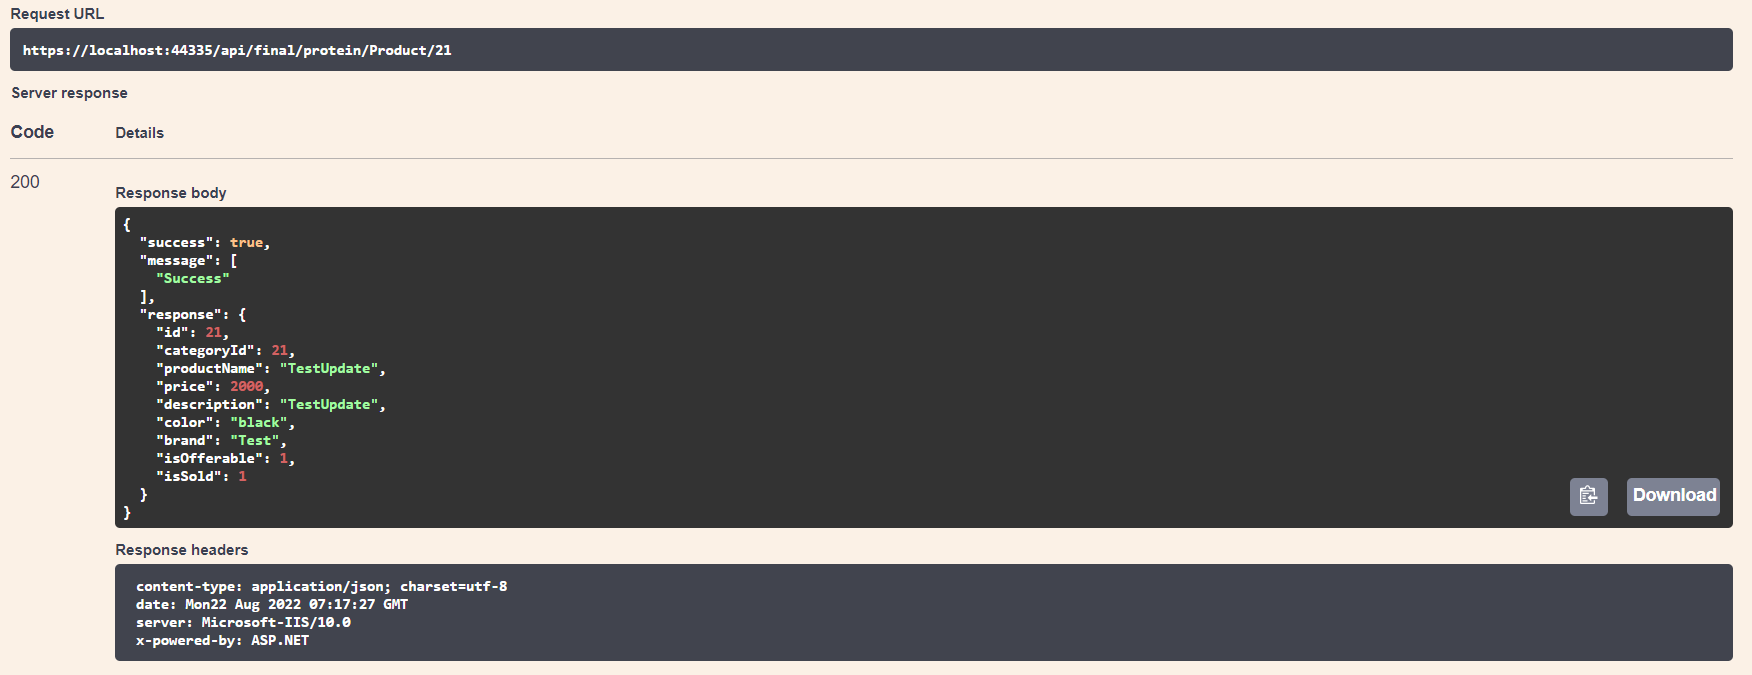 Request URL
https://localhost:44335/api/final/protein/Product/21
Server response
Code Details
200
Response body
{
  "success": true,
  "message": [
    "Success"
  ],
  "response": {
    "id": 21,
    "categoryId": 21,
    "productName": "TestUpdate",
    "price": 2000,
    "description": "TestUpdate",
    "color": "black",
    "brand": "Test",
    "isOfferable": 1,
    "isSold": 1
  }
}
Download
Response headers
content-type: application/json; charset=utf-8
date: Mon22 Aug 2022 07:17:27 GMT
server: Microsoft-IIS/10.0
x-powered-by: ASP.NET